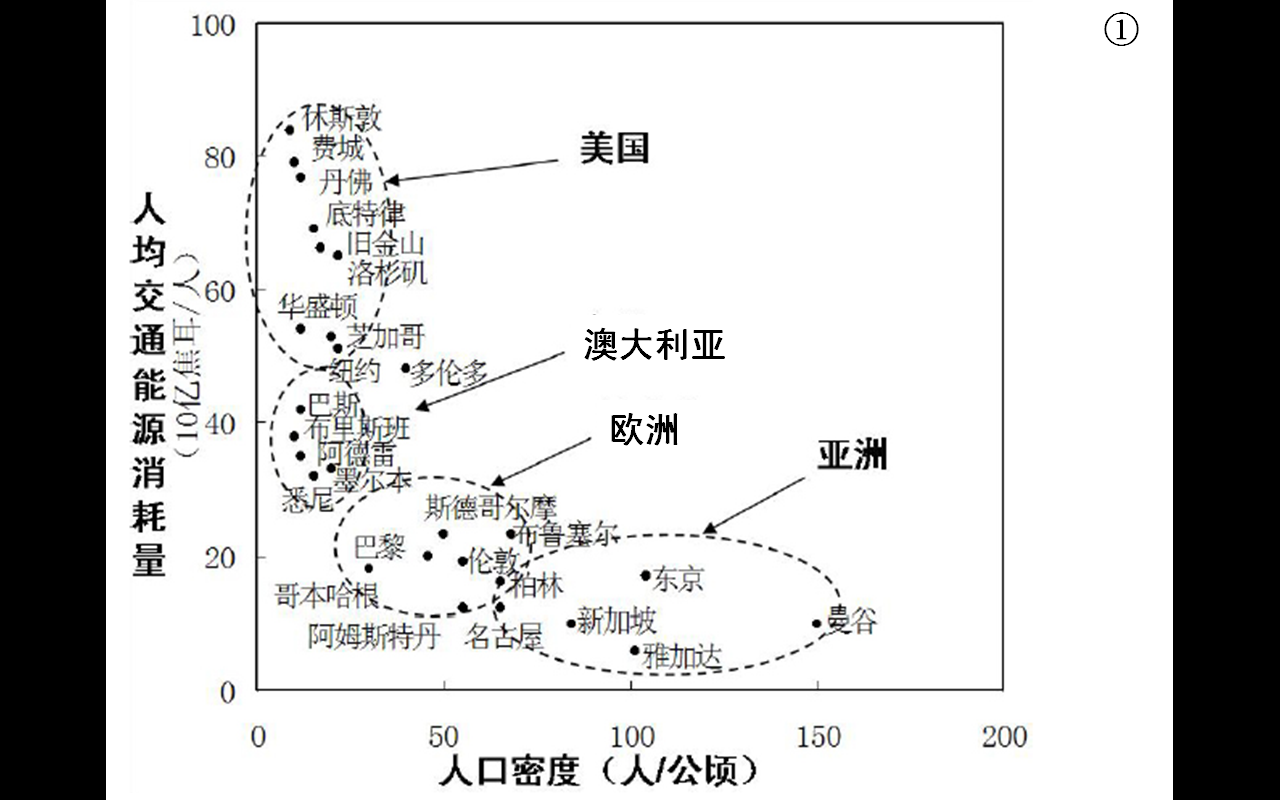 ①
100
80
60
40
20
0
人均交通能源消耗量
(10亿焦耳/人)
休斯敦
费城
美国
丹佛
底特律
旧金山
洛杉矶
华盛顿
芝加哥
澳大利亚
纽约
多伦多
巴斯
布里斯班
欧洲
阿德雷
亚洲
墨尔本
悉尼
斯德哥尔摩
布鲁塞尔
巴黎
伦敦
东京
柏林
哥本哈根
新加坡
曼谷
阿姆斯特丹
名古屋
雅加达
0
50
100
150
200
人口密度（人/公顷）